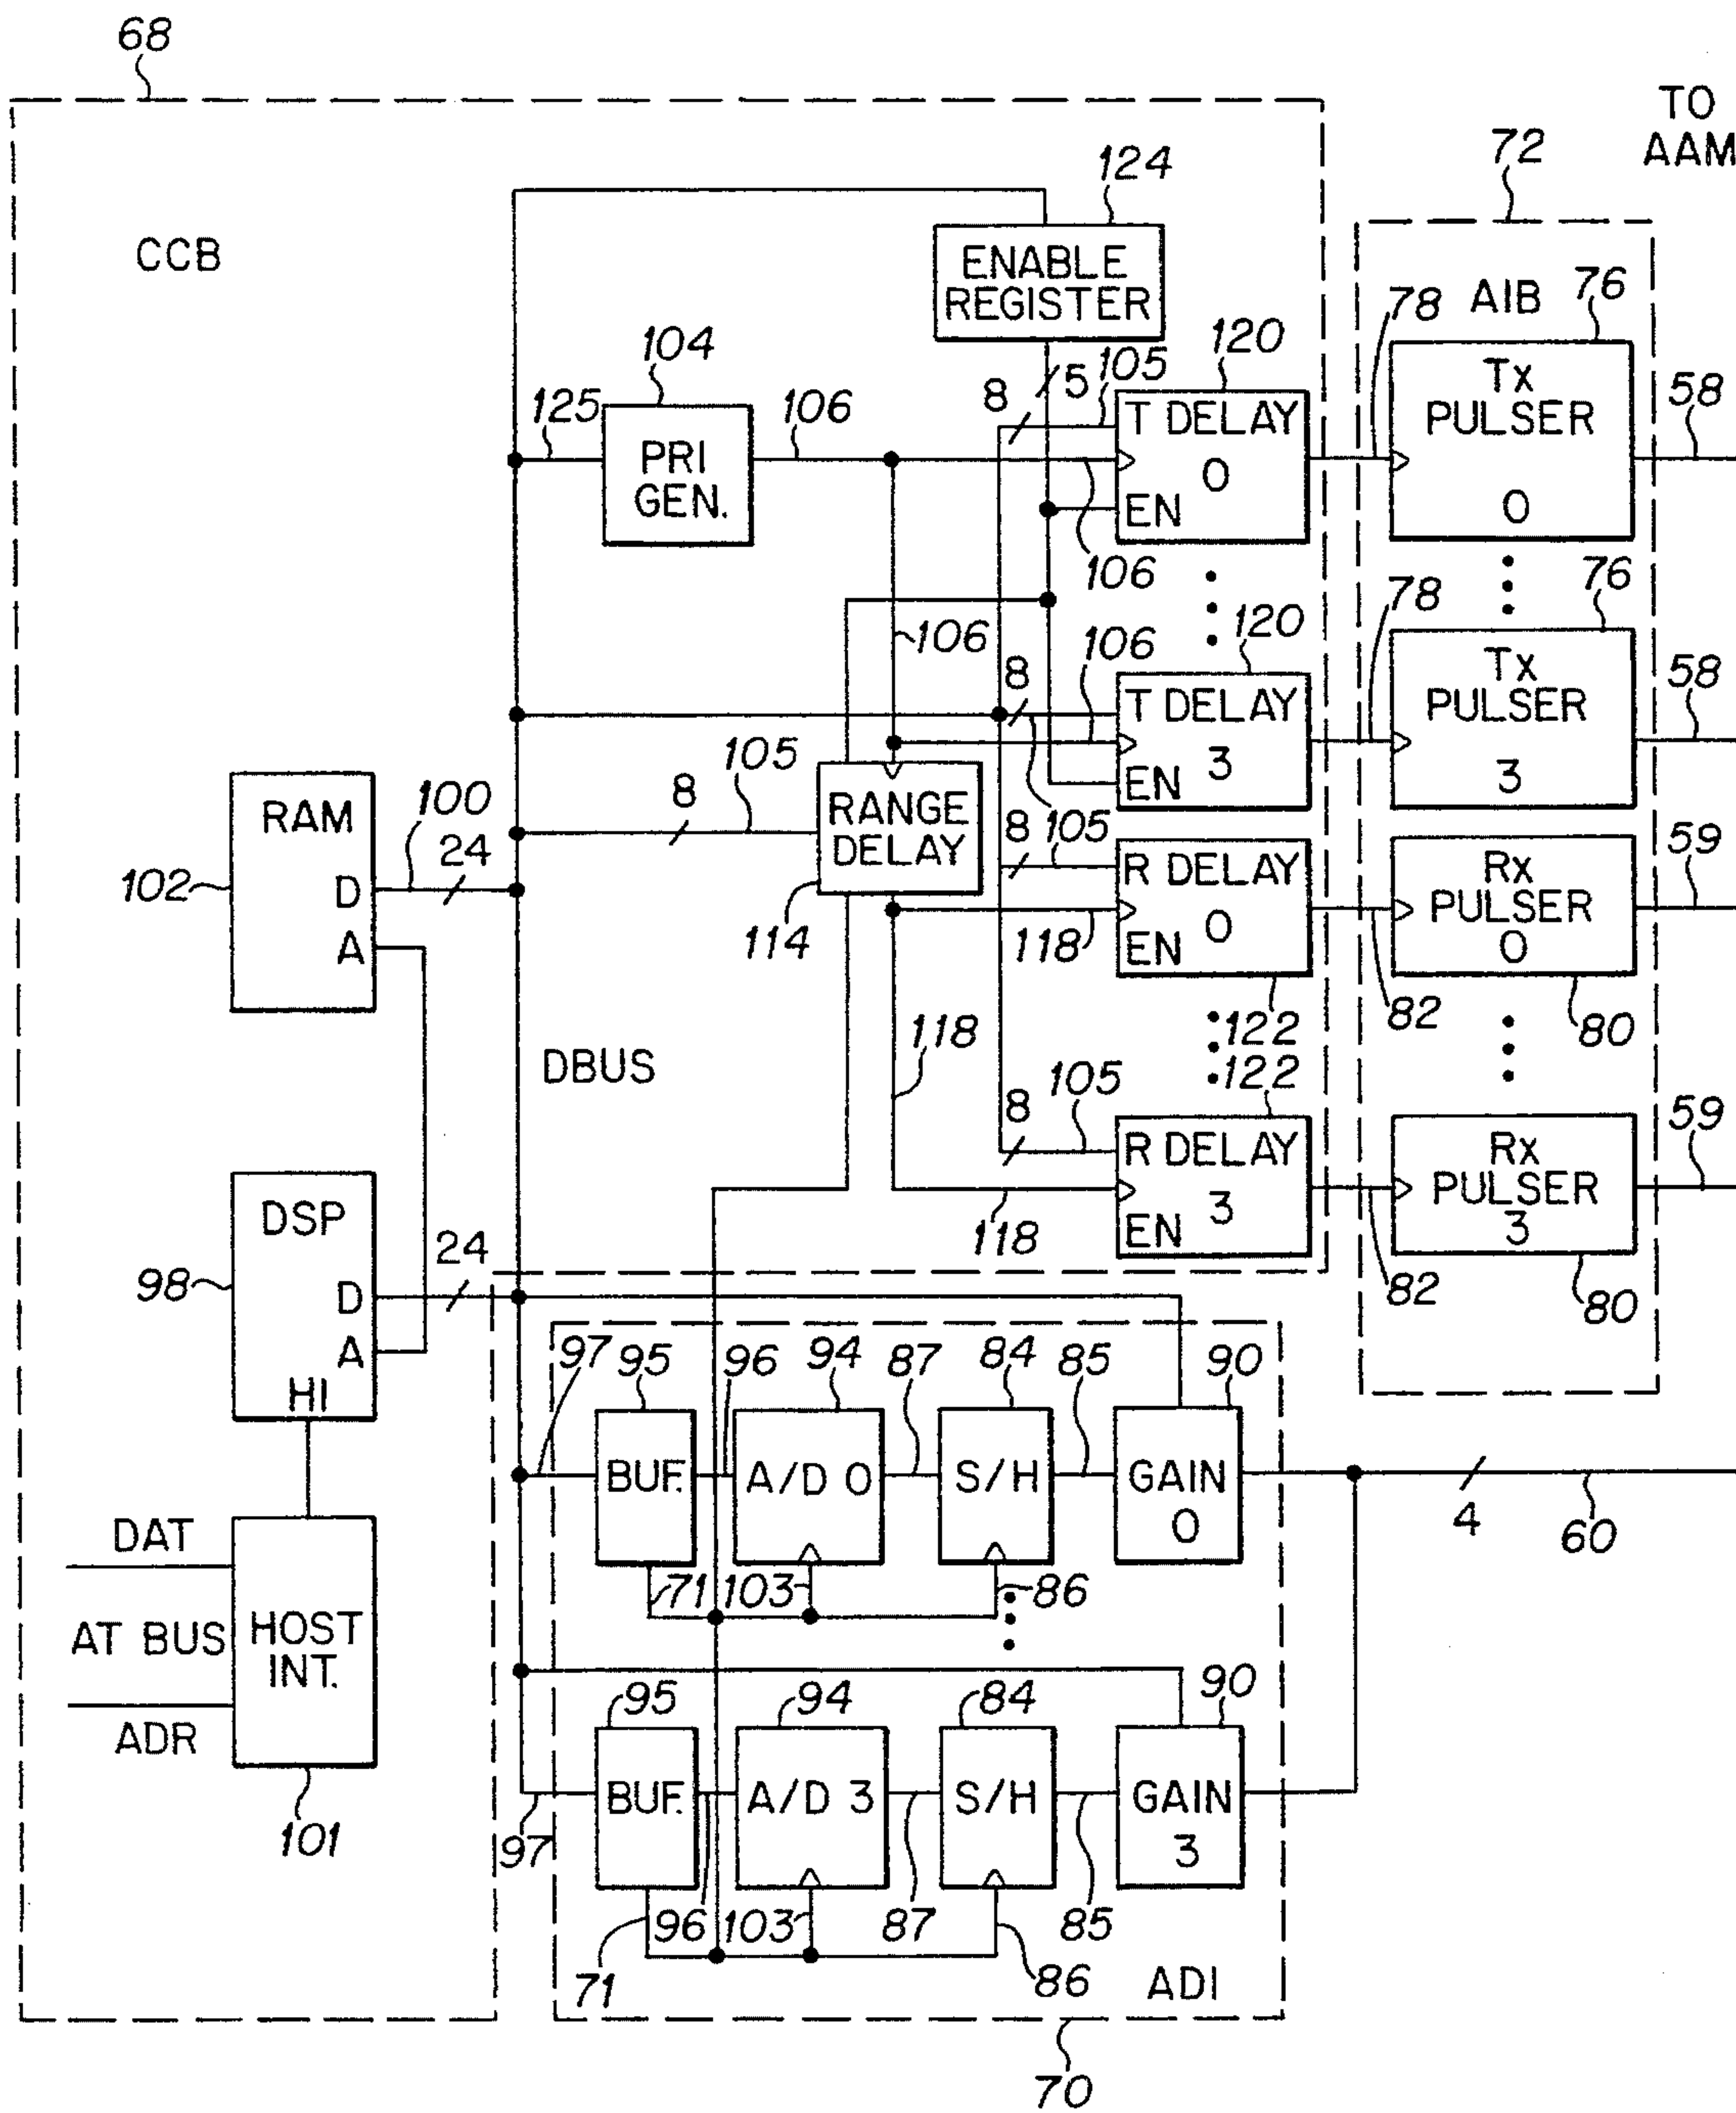 68
TO
AAM
72
124
CCB
ENABLE
REGISTER
AIB
76
78
104
120
5
105
8
Tx
PULSER
0
58
125
106
T DELAY
0
EN
PRI
GEN.
106
106
120
106
8
78
76
T DELAY
3
EN
Tx
PULSER
3
58
105
8
105
8
105
RAM
D
A
100
24
102
RANGE
DELAY
114
R DELAY
0
EN
118
Rx
PULSER
0
59
82
80
122
122
118
DBUS
105
8
R DELAY
3
EN
118
Rx
PULSER
3
59
82
80
DSP
D
A
HI
24
98
97
95
96
94
87
84
85
90
BUF.
A/D 0
S/H
GAIN
0
4
60
71
103
86
DAT
AT BUS
ADR
HOST
INT.
101
95
94
84
90
BUF.
A/D 3
S/H
GAIN
3
97
71
96
103
87
86
85
ADI
70